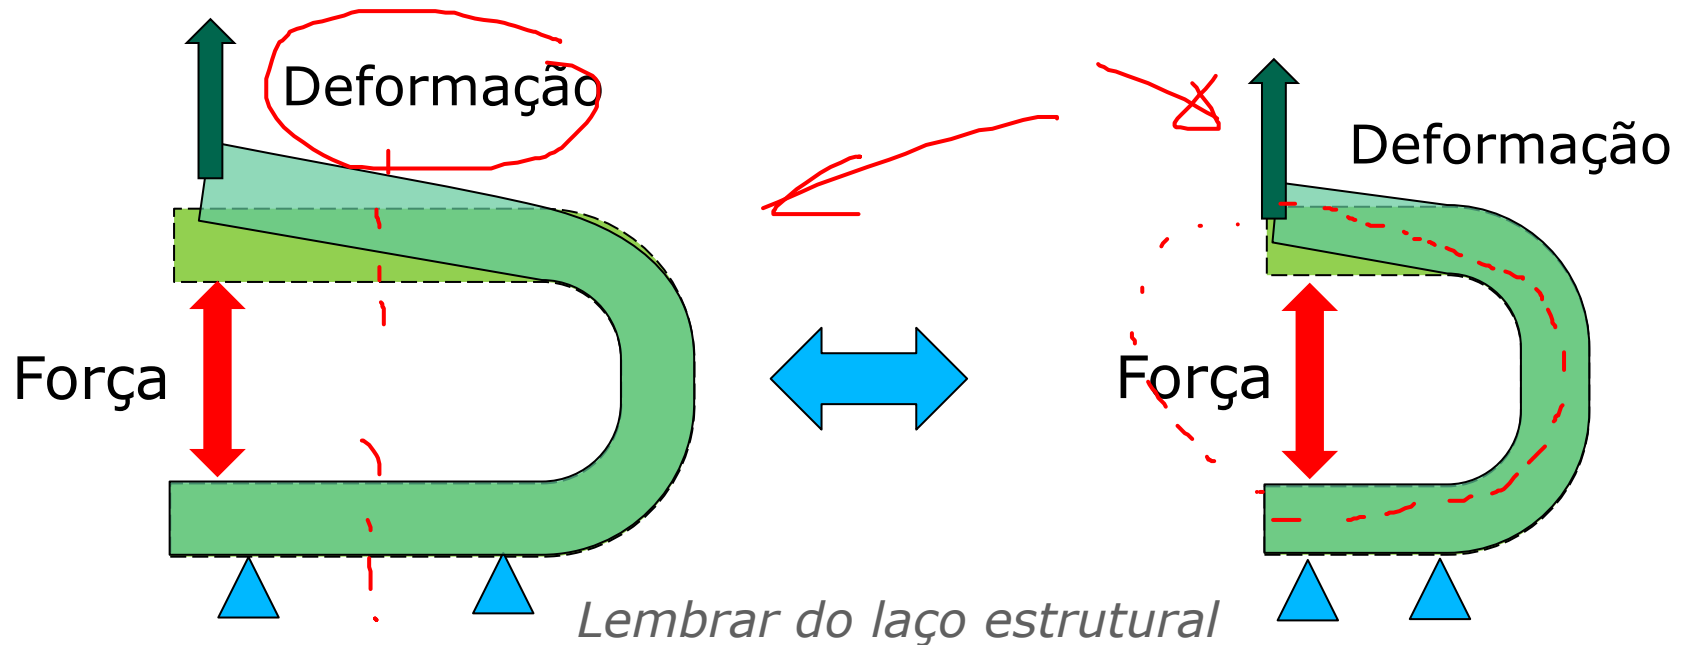 Deformação
Deformação
Força
Força
Lembrar do laço estrutural